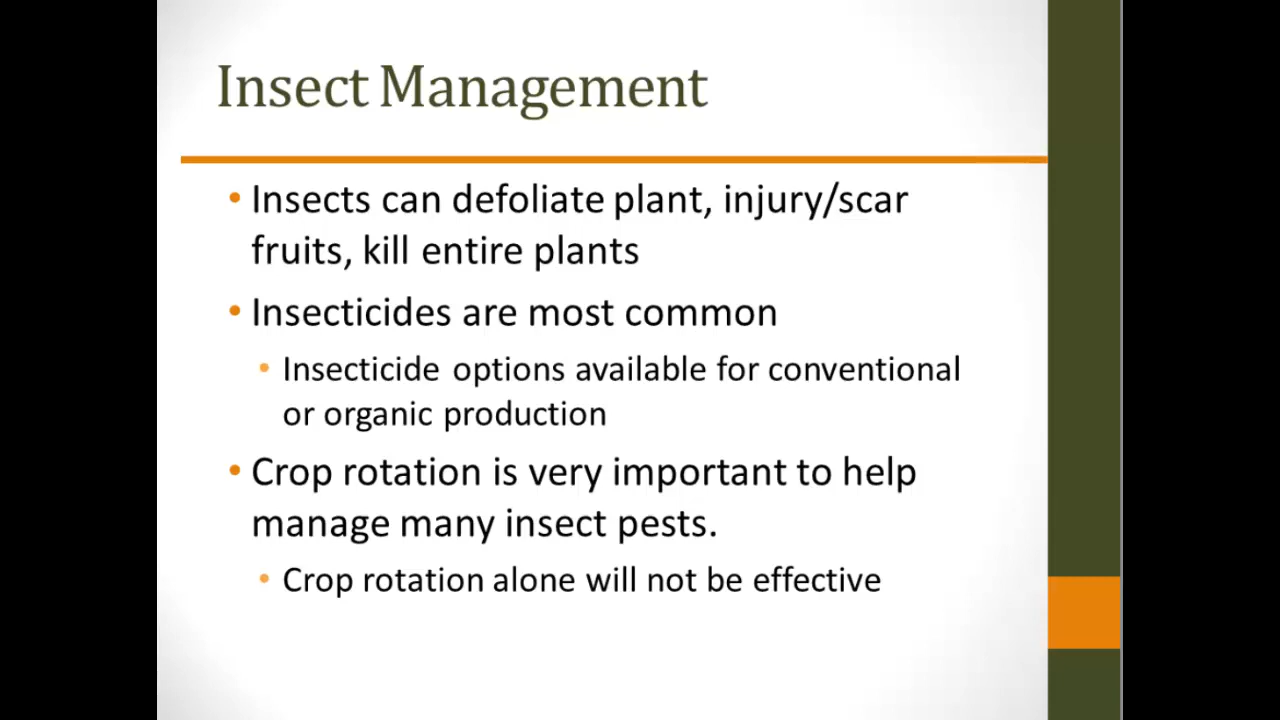 Insect Management
• Insects can defoliate plant, injury/scar
fruits, kill entire plants
• Insecticides are most common
• Insecticide options available for conventional
or organic production
• Crop rotation is very important to help
manage many insect pests.
• Crop rotation alone will not be effective